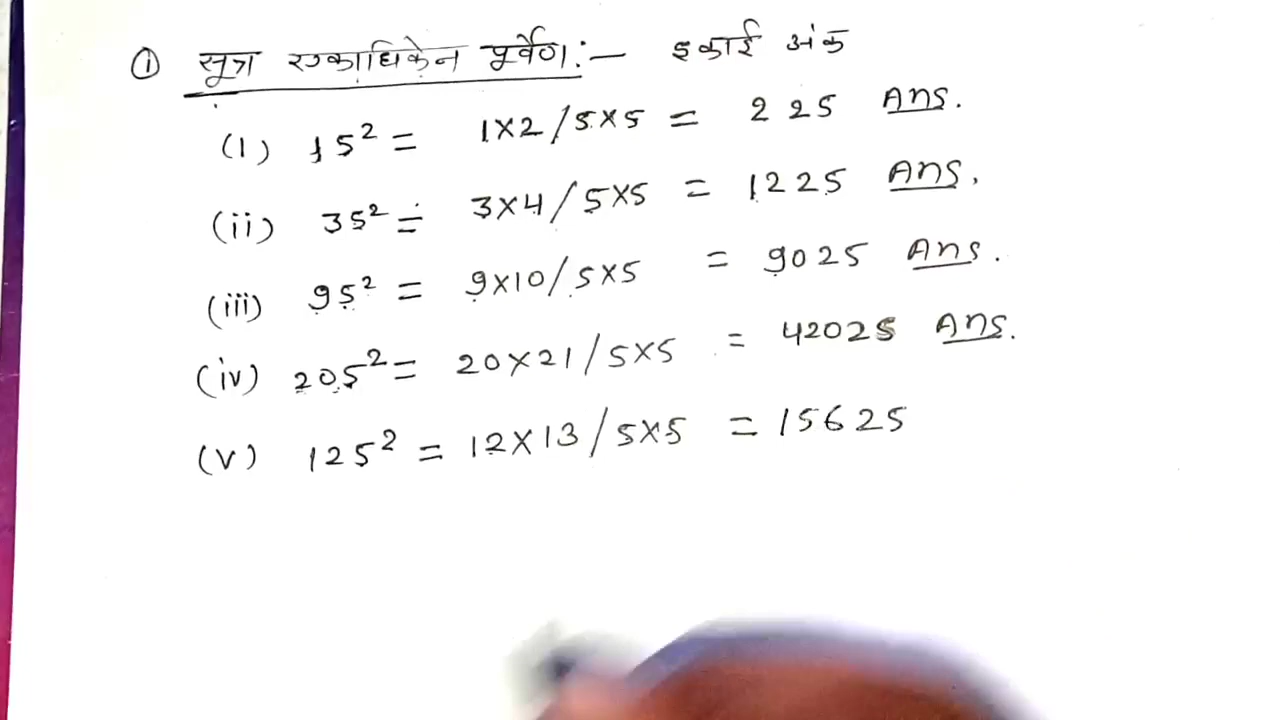 ① सूत्र एकाधिकेन पूर्वेण :— इकाई अंक
(i) 15² = 1×2/5×5 = 225 Ans.
(ii) 35² = 3×4/5×5 = 1225 Ans.
(iii) 95² = 9×10/5×5 = 9025 Ans.
(iv) 205² = 20×21/5×5 = 42025 Ans.
(v) 125² = 12×13/5×5 = 15625